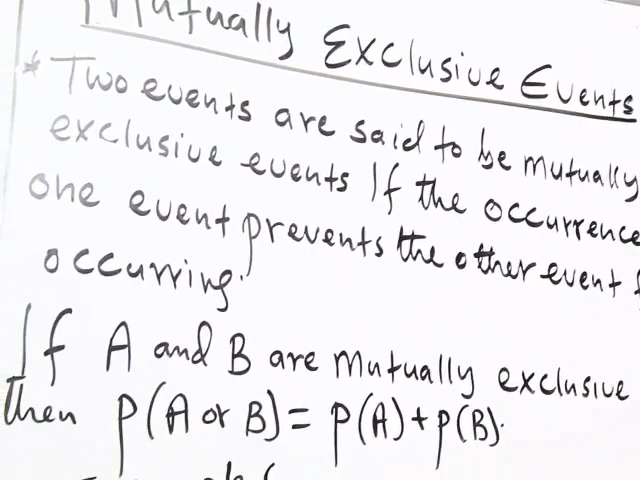 Mutually Exclusive Events
* Two events are said to be mutually
exclusive events If the occurrence
one event prevents the other event
occurring.
If A and B are mutually exclusive
then P(A or B) = P(A) + P(B).